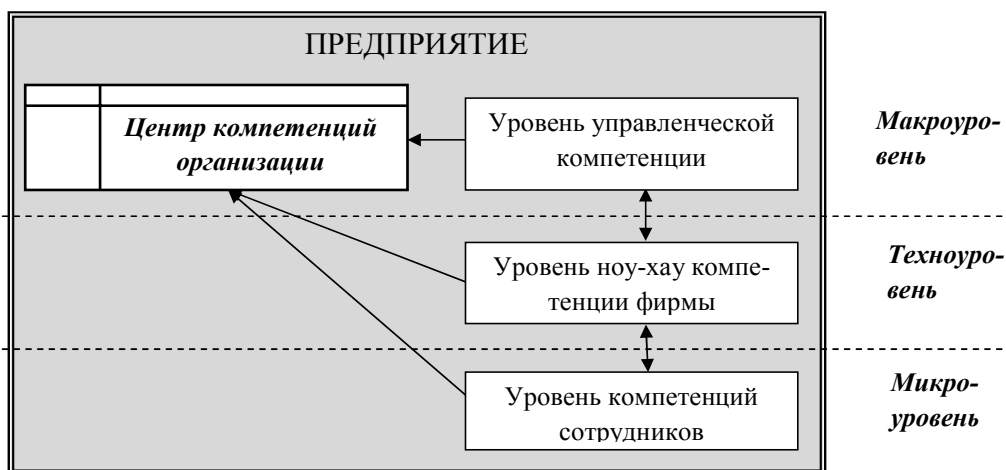 ПРЕДПРИЯТИЕ
Центр компетенций
организации
Уровень управленческой
компетенции
Макроуро-
вень
Уровень ноу-хау компе-
тенции фирмы
Техноуро-
вень
Уровень компетенций
сотрудников
Микро-
уровень